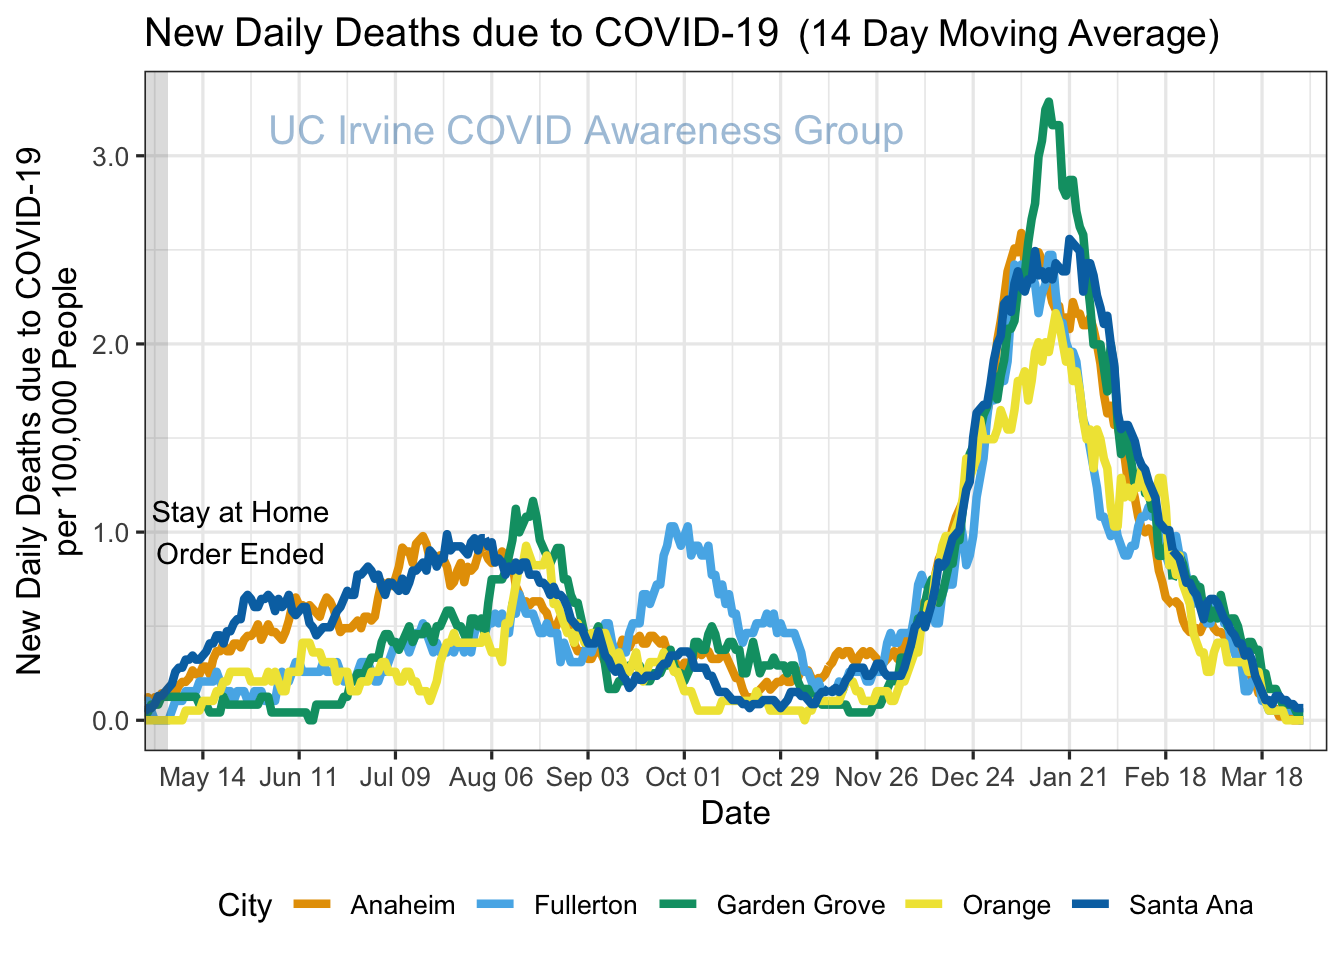 New Daily Deaths due to COVID-19 (14 Day Moving Average)
UC Irvine COVID Awareness Group
New Daily Deaths due to COVID-19
per 100,000 People
3.0
2.0
1.0
0.0
Stay at Home
Order Ended
May 14 Jun 11 Jul 09 Aug 06 Sep 03 Oct 01 Oct 29 Nov 26 Dec 24 Jan 21 Feb 18 Mar 18
Date
City Anaheim Fullerton Garden Grove Orange Santa Ana